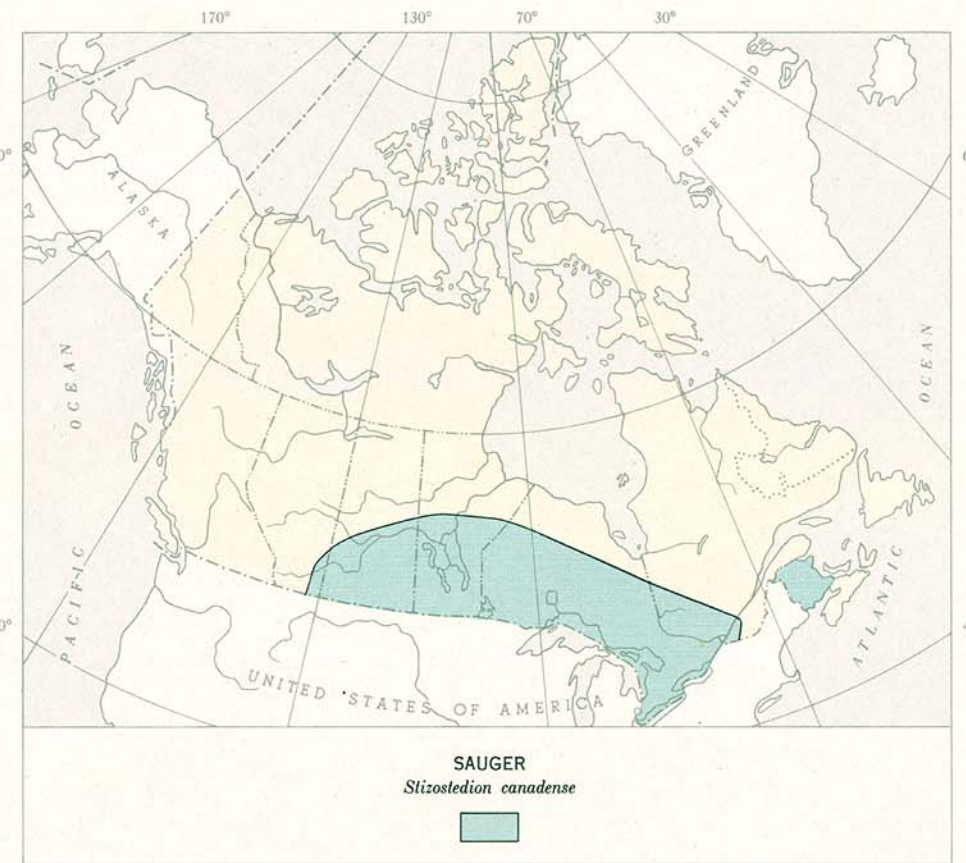 170° 130° 70° 30°
GREENLAND
ALASKA
OCEAN
OCEAN
PACIFIC
ATLANTIC
UNITED STATES OF AMERICA
SAUGER
Stizostedion canadense